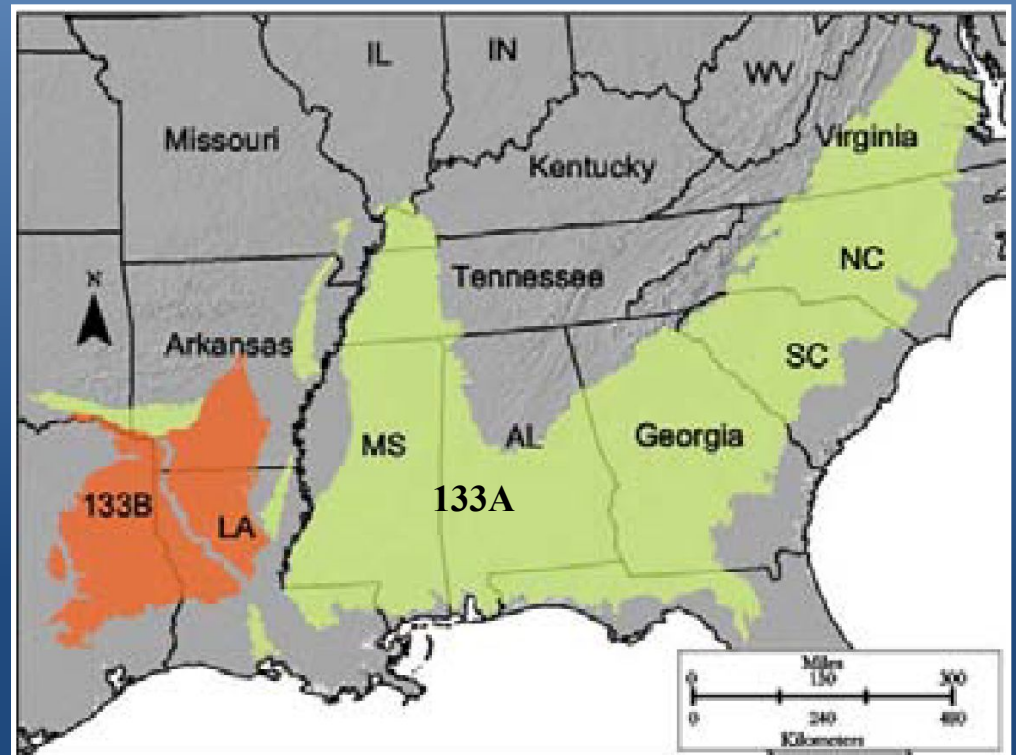 IL
IN
WV
Missouri
Virginia
Kentucky
NC
Tennessee
N
Arkansas
SC
MS
AL
Georgia
133A
133B
LA
Miles
0 150 300
0 240 480
Kilometers